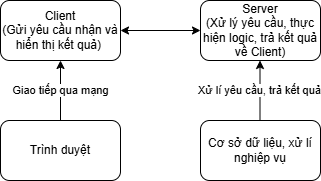 Client
(Gửi yêu cầu nhận và
hiển thị kết quả)
Server
(Xử lý yêu cầu, thực
hiện logic, trả kết quả
về Client)
Giao tiếp qua mạng
Xử lí yêu cầu, trả kết quả
Trình duyệt
Cơ sở dữ liệu, xử lí
nghiệp vụ